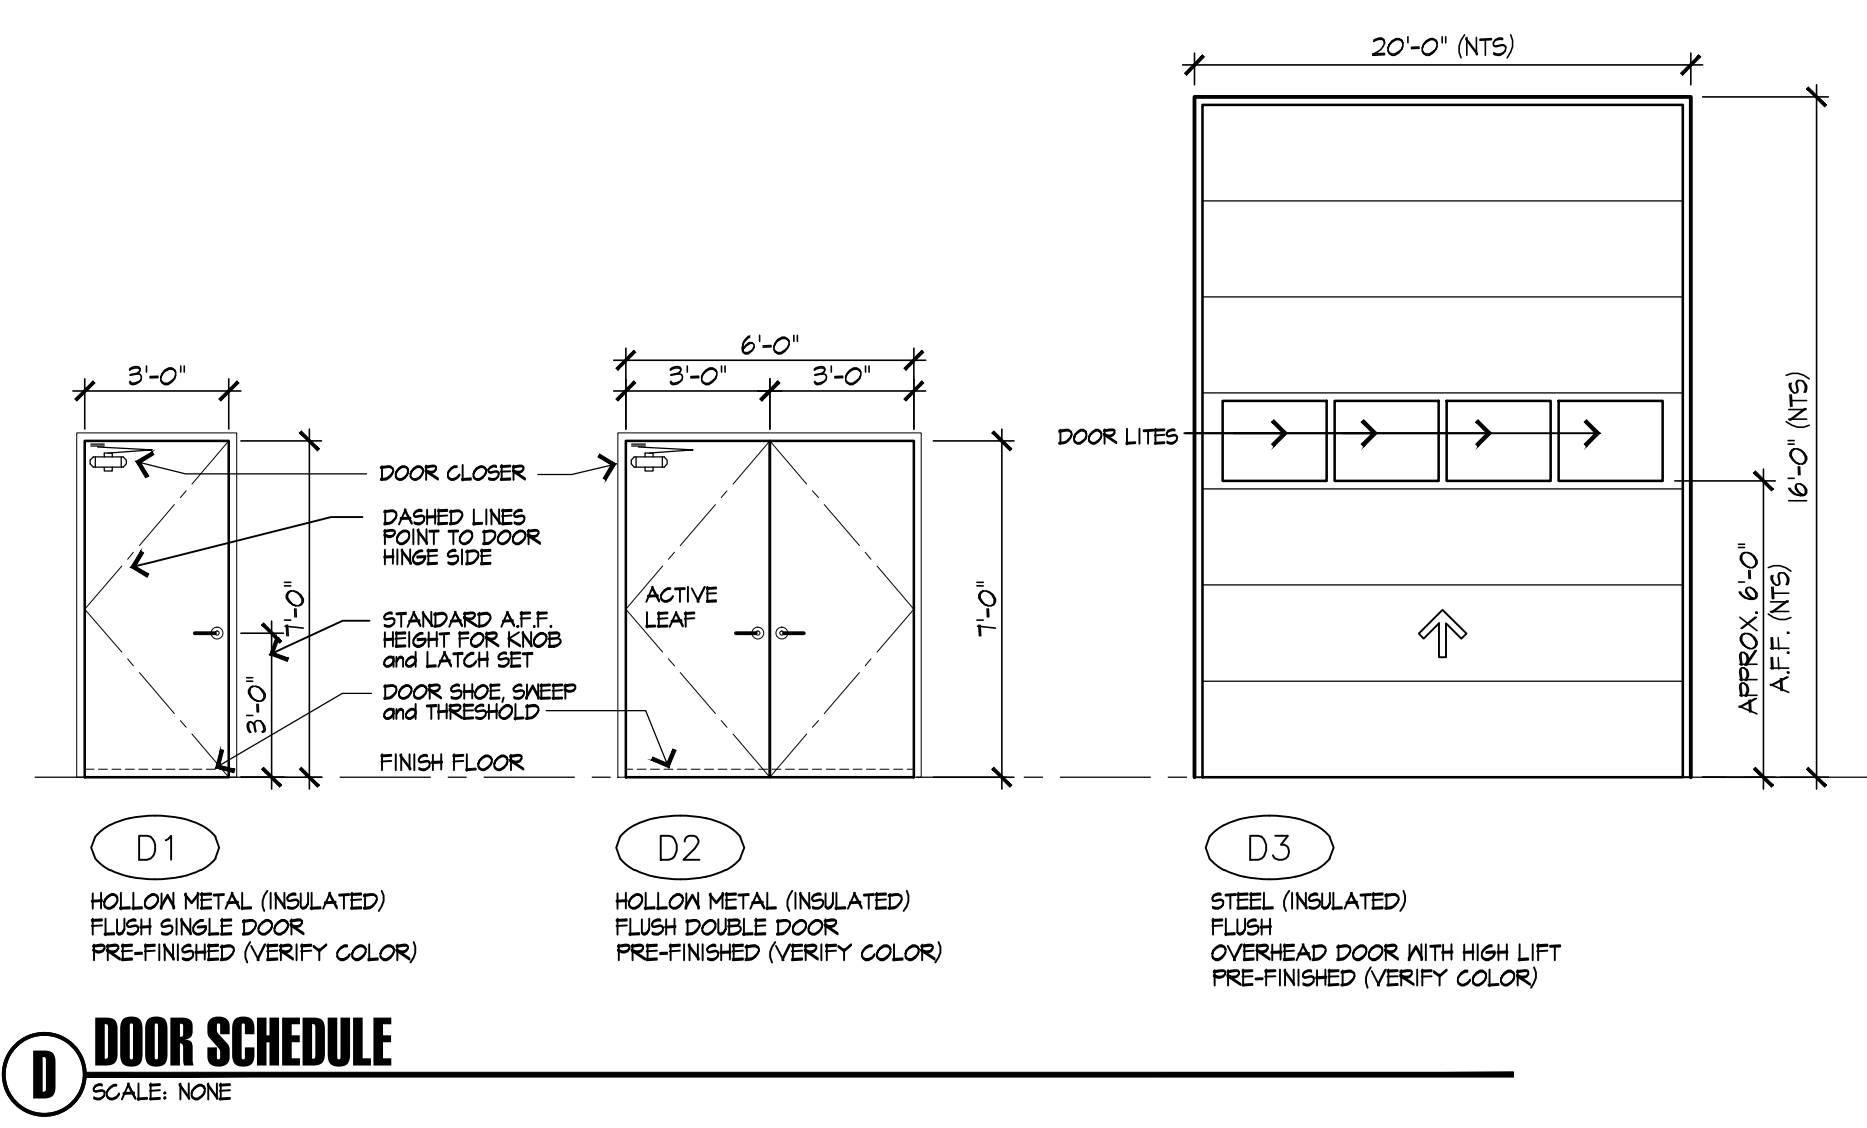 20'-0" (NTS)
16'-0" (NTS)
DOOR LITES
APPROX. 6'-0"
A.F.F. (NTS)
3'-0"
7'-0"
3'-0"
6'-0"
3'-0" 3'-0"
7'-0"
DOOR CLOSER
DASHED LINES
POINT TO DOOR
HINGE SIDE
STANDARD A.F.F.
HEIGHT FOR KNOB
and LATCH SET
DOOR SHOE, SWEEP
and THRESHOLD
FINISH FLOOR
ACTIVE
LEAF
D1
HOLLOW METAL (INSULATED)
FLUSH SINGLE DOOR
PRE-FINISHED (VERIFY COLOR)
D2
HOLLOW METAL (INSULATED)
FLUSH DOUBLE DOOR
PRE-FINISHED (VERIFY COLOR)
D3
STEEL (INSULATED)
FLUSH
OVERHEAD DOOR WITH HIGH LIFT
PRE-FINISHED (VERIFY COLOR)
D
DOOR SCHEDULE
SCALE: NONE